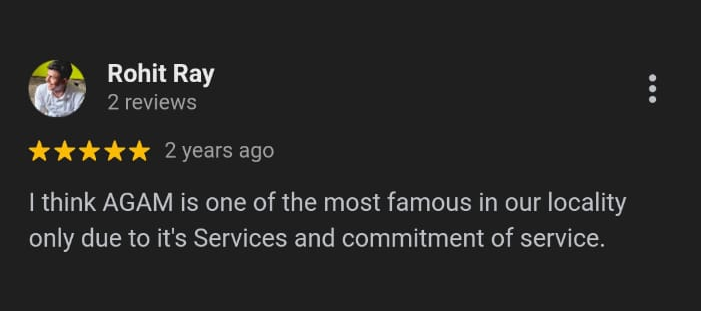 Rohit Ray
2 reviews
2 years ago
I think AGAM is one of the most famous in our locality
only due to it's Services and commitment of service.